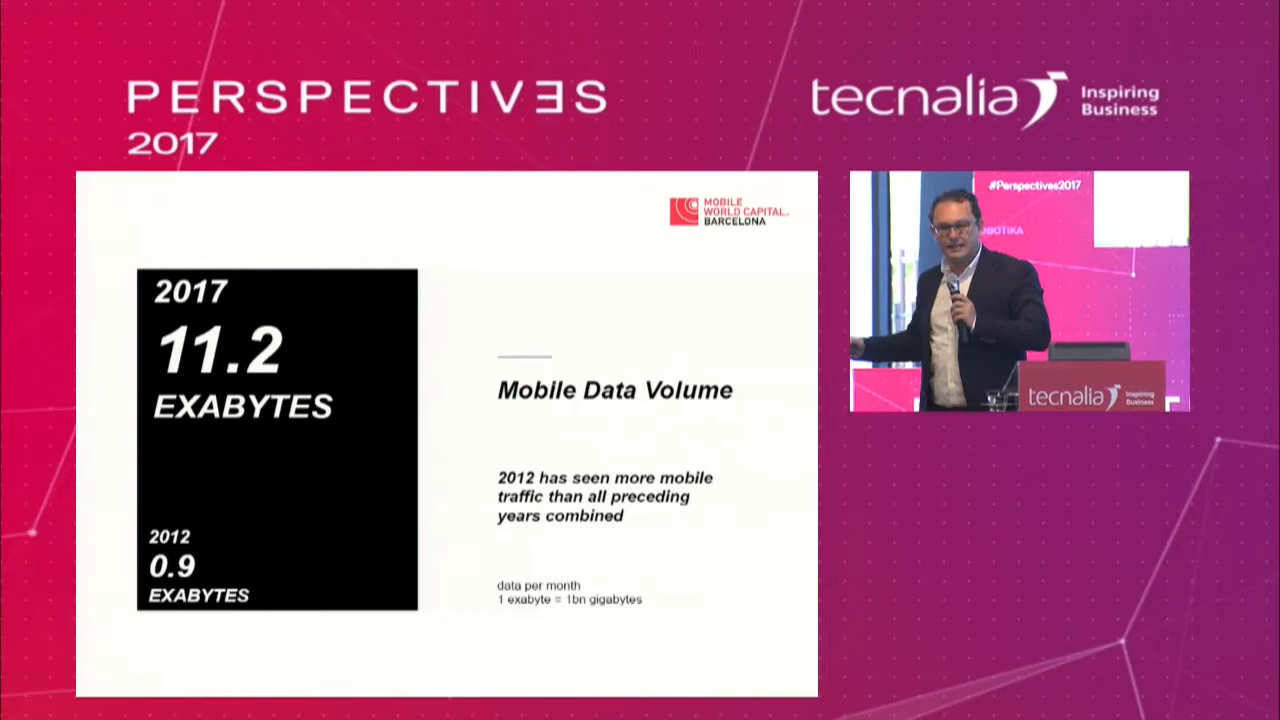 PERSPECTIVƎS
2017
tecnalia Inspiring
Business
MOBILE
WORLD CAPITAL.
BARCELONA
2017
11.2
EXABYTES
2012
0.9
EXABYTES
Mobile Data Volume
2012 has seen more mobile
traffic than all preceding
years combined
data per month
1 exabyte = 1bn gigabytes
#Perspectives2017
OBOTIKA
tecnalia Inspiring
Business